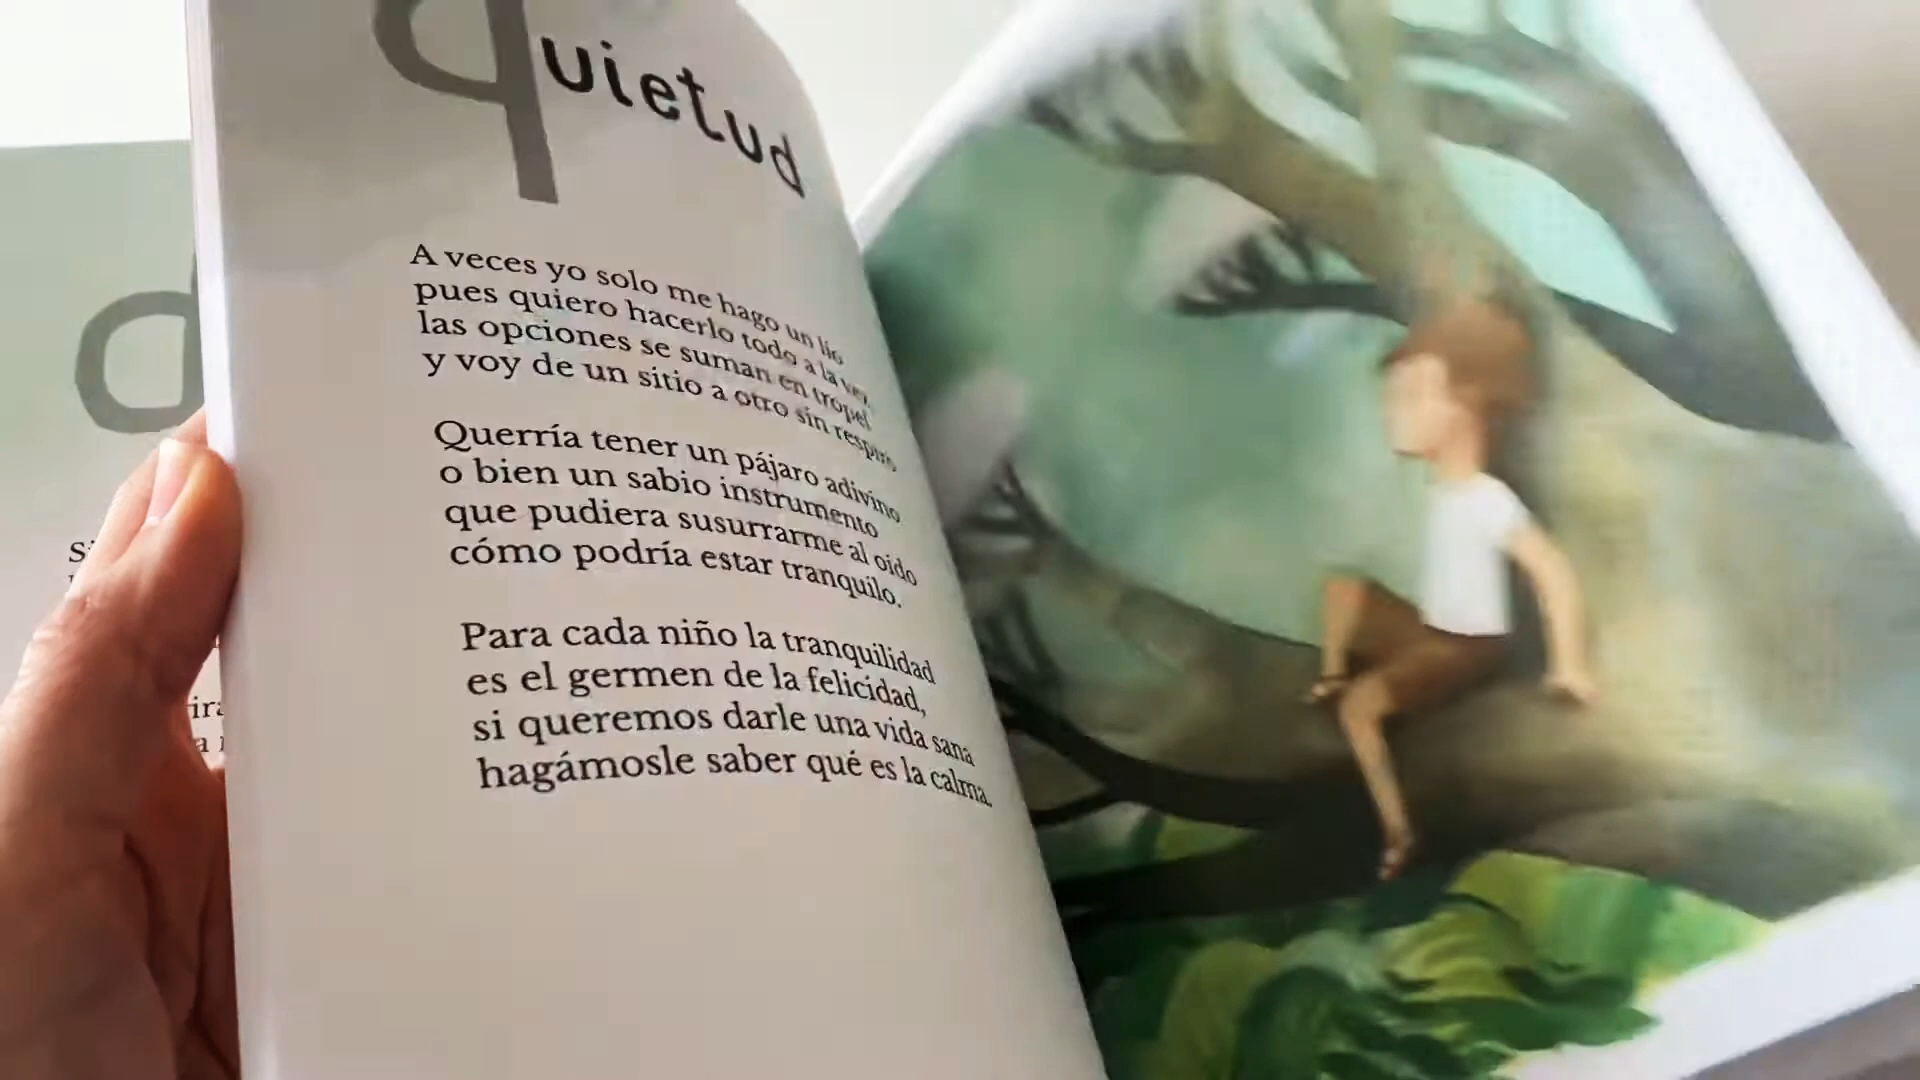 quietud
A veces yo solo me hago un lío
pues quiero hacerlo todo a la vez,
las opciones se suman en tropel
y voy de un sitio a otro sin respiro
Querría tener un pájaro adivino
o bien un sabio instrumento
que pudiera susurrarme al oido
cómo podría estar tranquilo.
Para cada niño la tranquilidad
es el germen de la felicidad,
si queremos darle una vida sana
hagámosle saber qué es la calma.